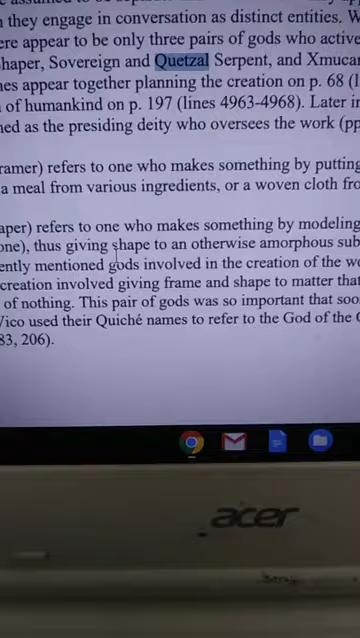 they engage in conversation as distinct entities. W
ere appear to be only three pairs of gods who active
haper, Sovereign and Quetzal Serpent, and Xmucar
nes appear together planning the creation on p. 68 (l
of humankind on p. 197 (lines 4963-4968). Later i
ned as the presiding deity who oversees the work (pp
ramer) refers to one who makes something by putting
a meal from various ingredients, or a woven cloth fro
aper) refers to one who makes something by modeling
one), thus giving shape to an otherwise amorphous sub
ently mentioned gods involved in the creation of the wo
creation involved giving frame and shape to matter that
of nothing. This pair of gods was so important that soo
Vico used their Quiché names to refer to the God of the C
83, 206).
acer